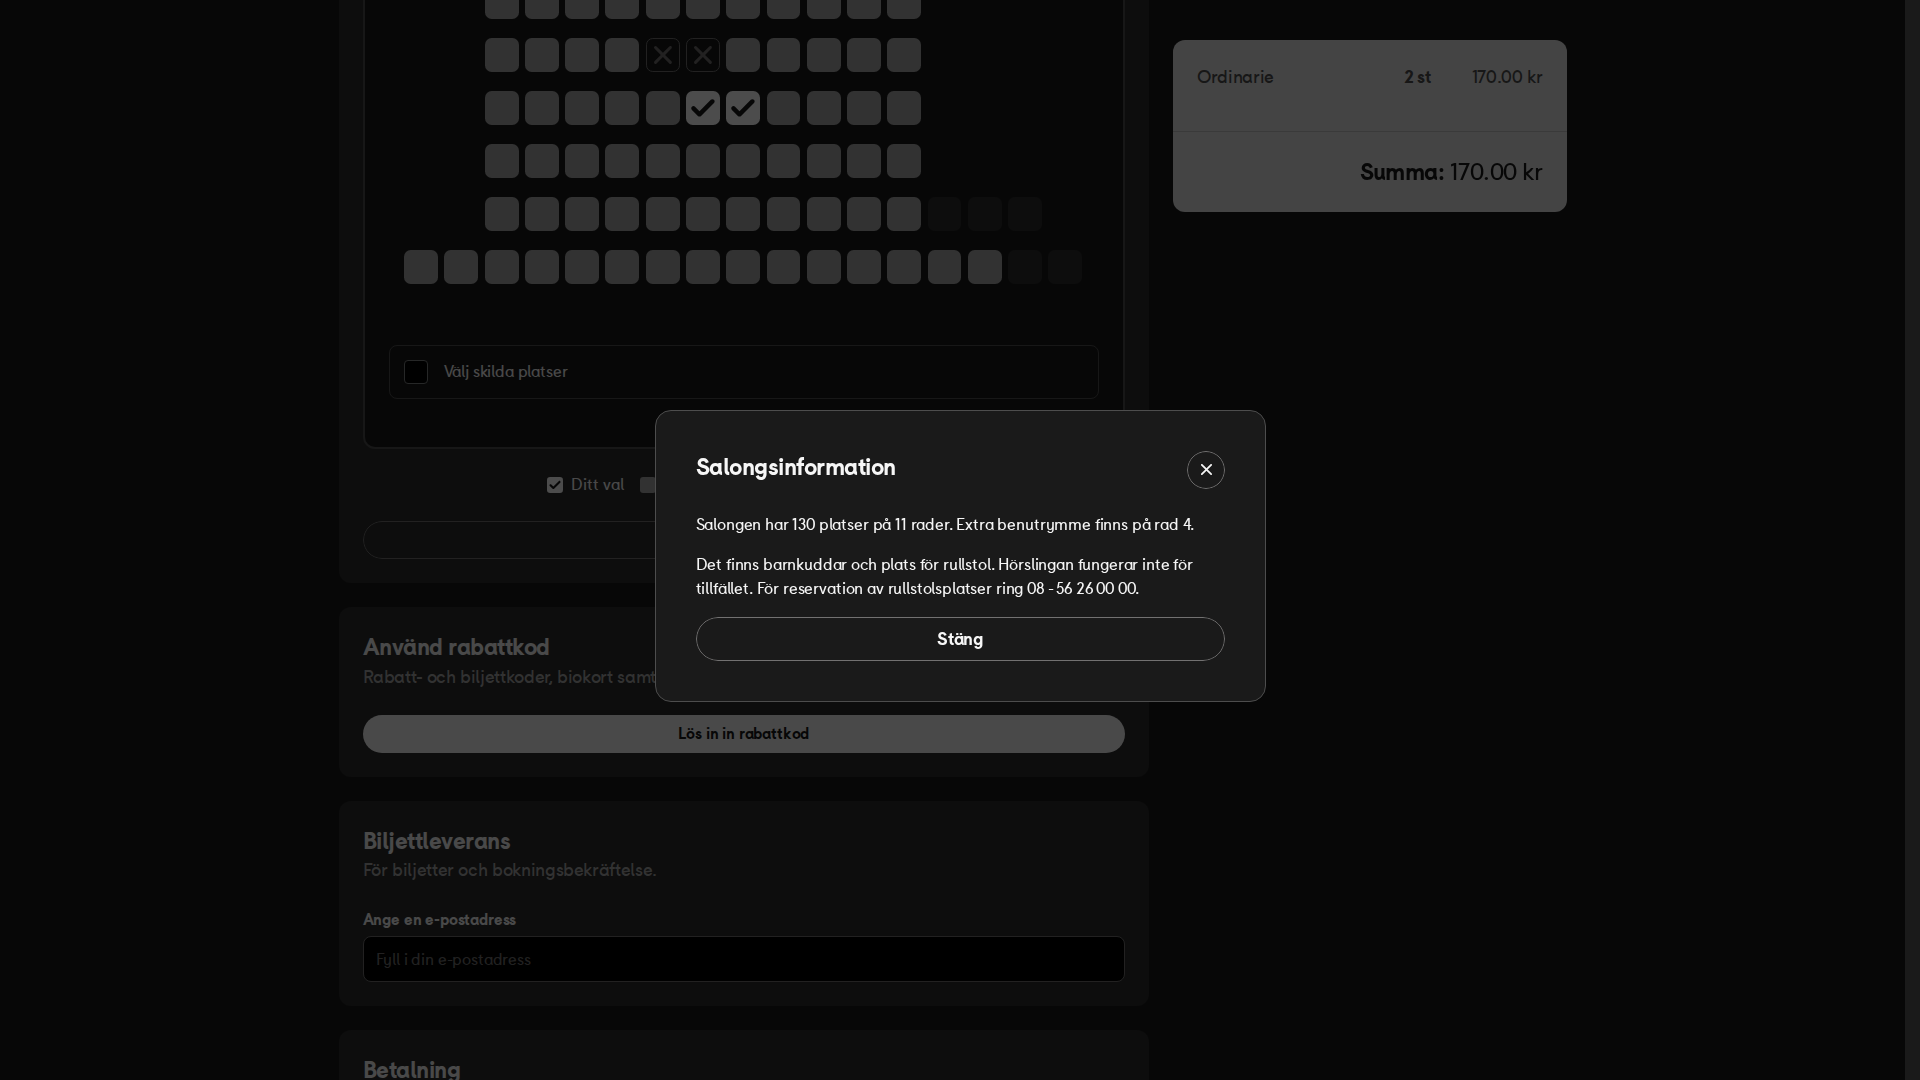 Ordinarie 2 st 170.00 kr
Summa: 170.00 kr
Välj skilda platser
Ditt val
Salongsinformation
Salongen har 130 platser på 11 rader. Extra benutrymme finns på rad 4.
Det finns barnkuddar och plats för rullstol. Hörslingan fungerar inte för
tillfället. För reservation av rullstolsplatser ring 08 - 56 26 00 00.
Stäng
Använd rabattkod
Rabatt- och biljettkoder, biokort samt
Lös in in rabattkod
Biljettleverans
För biljetter och bokningsbekräftelse.
Ange en e-postadress
Fyll i din e-postadress
Betalning